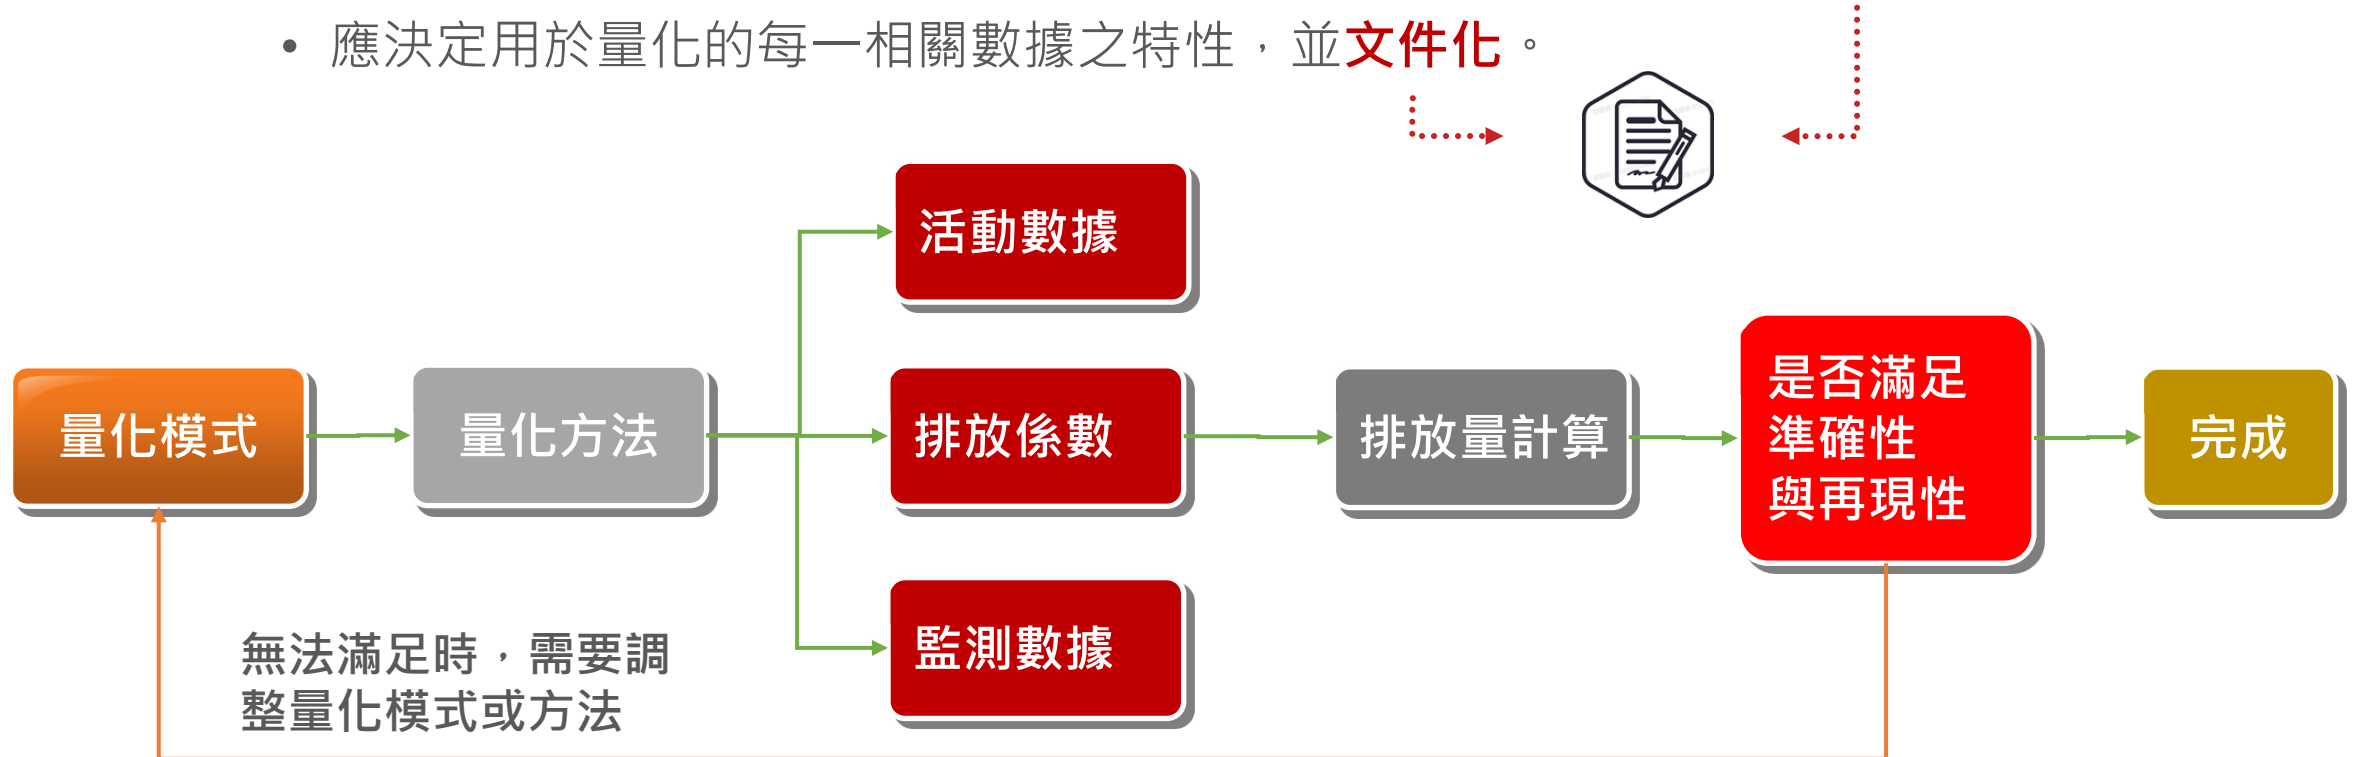 • 應決定用於量化的每一相關數據之特性，並文件化。
活動數據
量化模式
量化方法
排放係數
排放量計算
是否滿足
準確性
與再現性
完成
監測數據
無法滿足時，需要調
整量化模式或方法